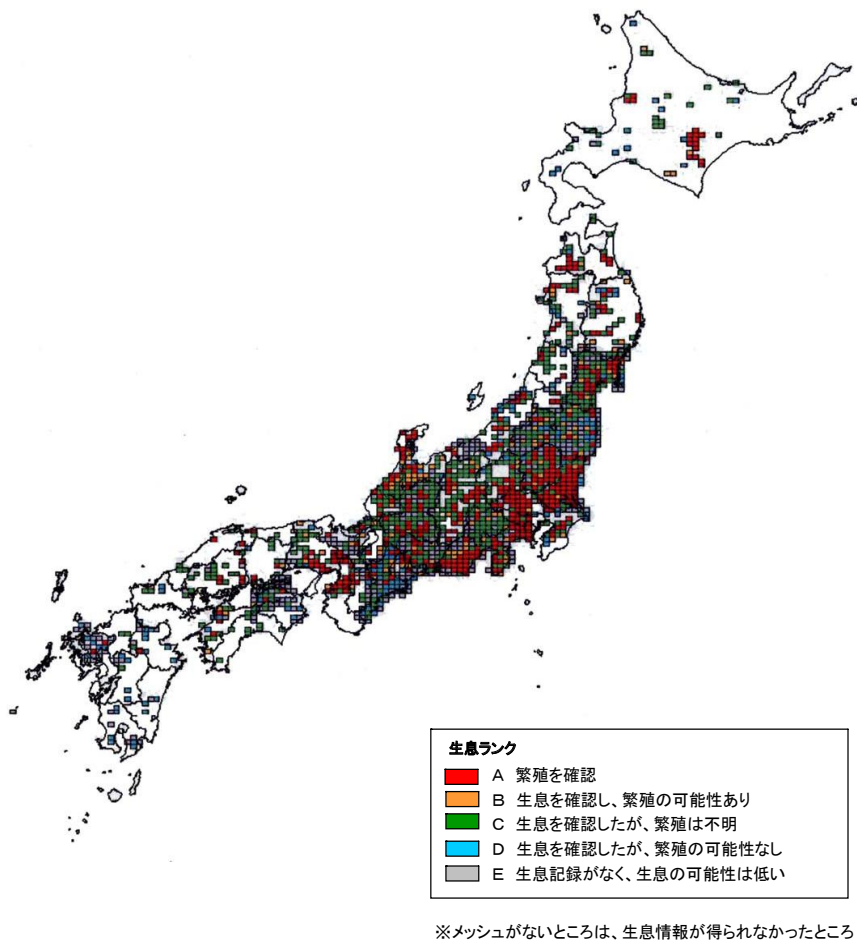 生息ランク
A 繁殖を確認
B 生息を確認し、繁殖の可能性あり
C 生息を確認したが、繁殖は不明
D 生息を確認したが、繁殖の可能性なし
E 生息記録がなく、生息の可能性は低い
※メッシュがないところは、生息情報が得られなかったところ